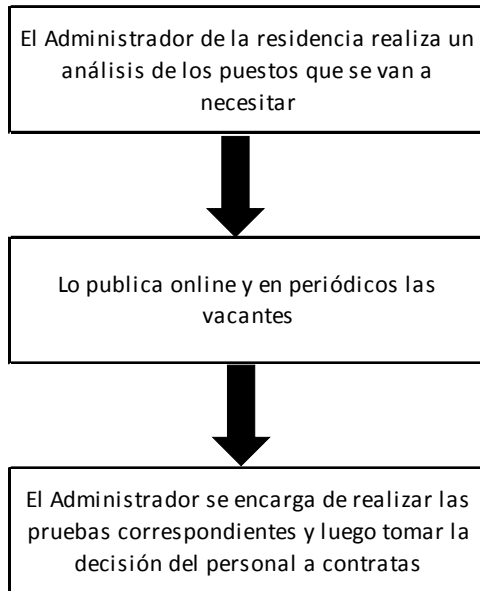 El Administrador de la residencia realiza un
análisis de los puestos que se van a
necesitar
Lo publica online y en periódicos las
vacantes
El Administrador se encarga de realizar las
pruebas correspondientes y luego tomar la
decisión del personal a contratas